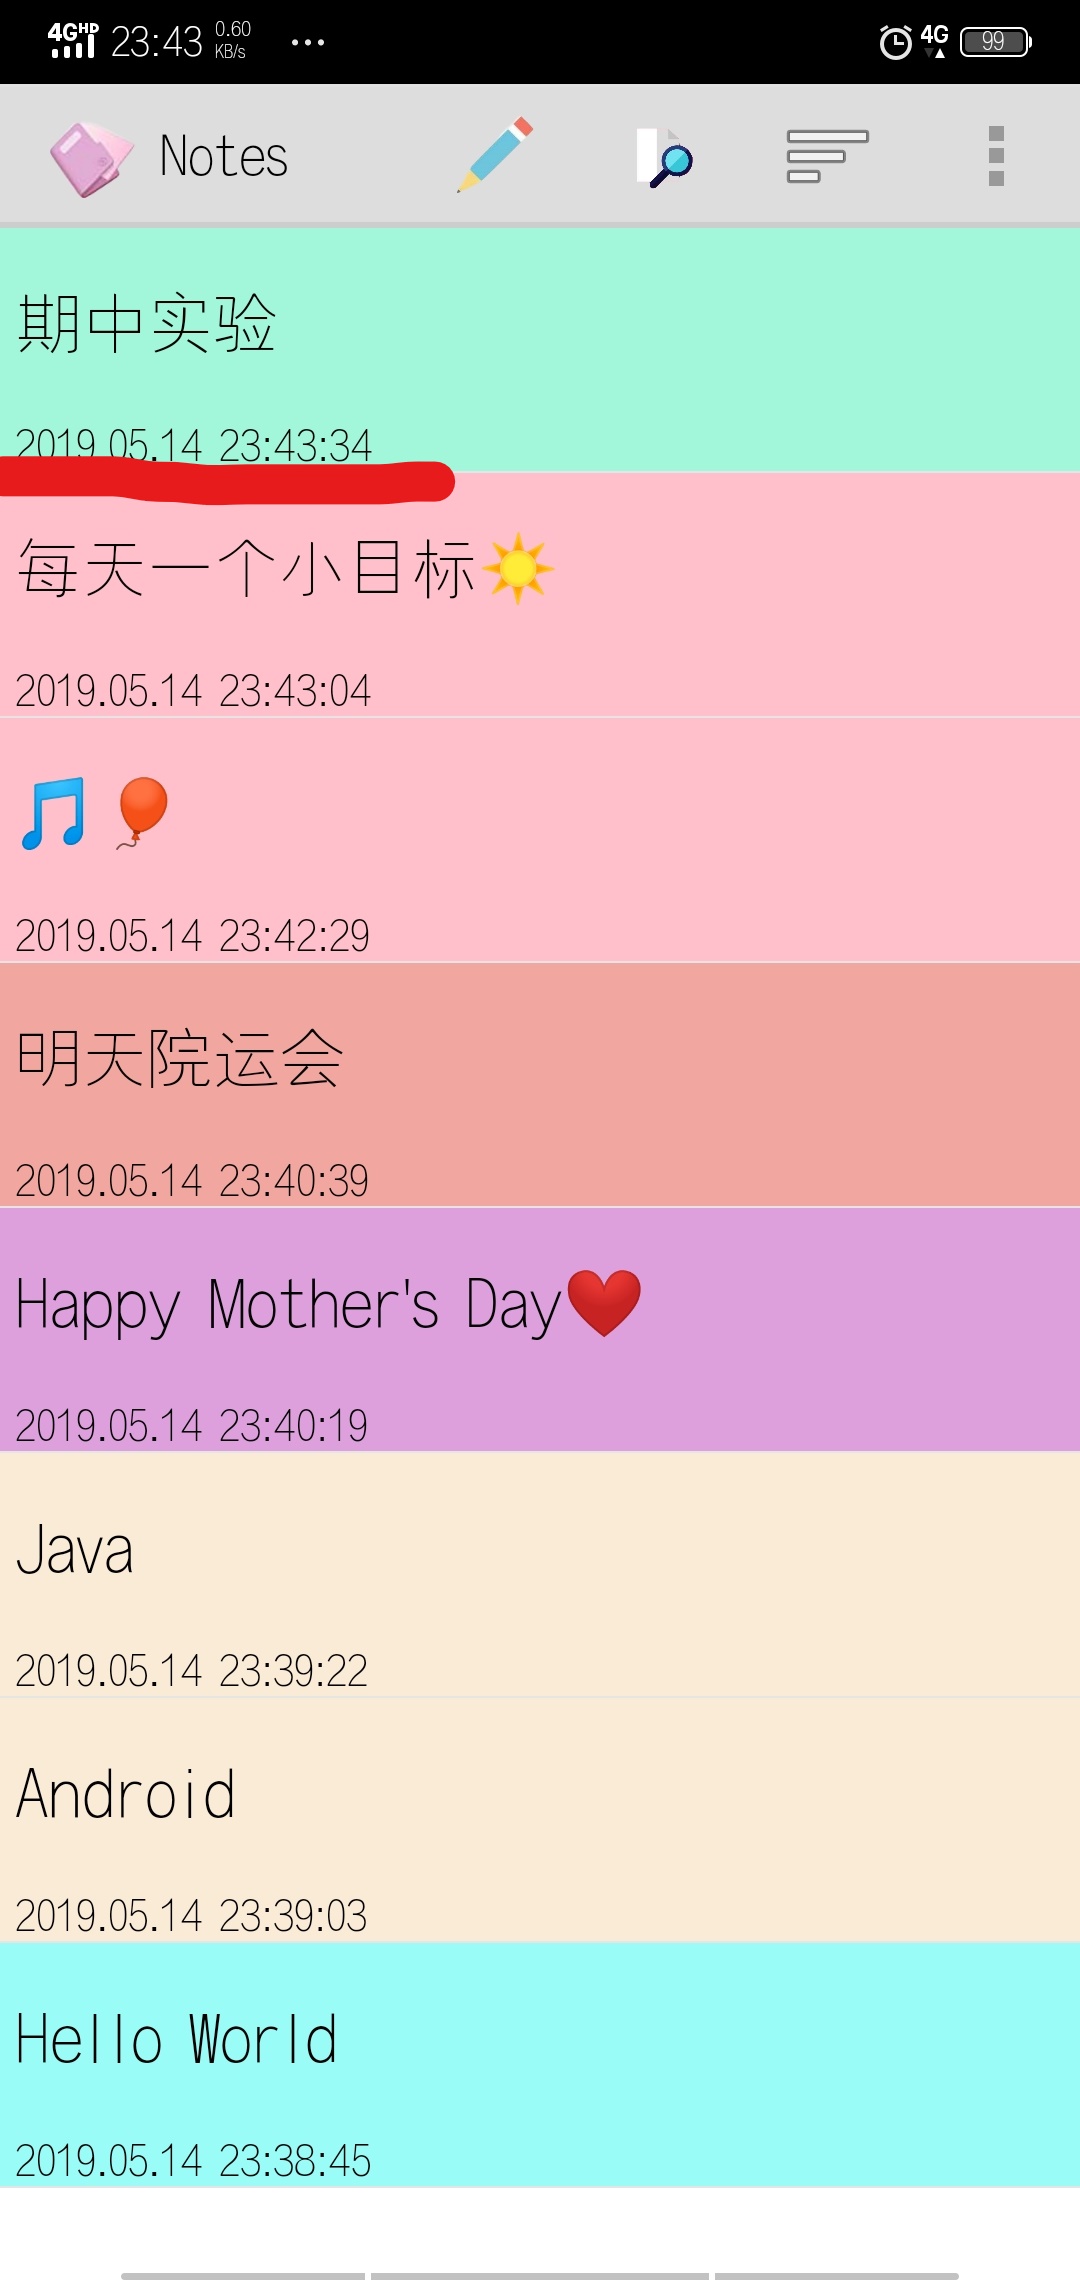 4G HD 23:43 0.60 KB/s ... 4G 99
Notes
期中实验
2019.05.14 23:43:34
每天一个小目标☀️
2019.05.14 23:43:04
🎵🎈
2019.05.14 23:42:29
明天院运会
2019.05.14 23:40:39
Happy Mother's Day❤️
2019.05.14 23:40:19
Java
2019.05.14 23:39:22
Android
2019.05.14 23:39:03
Hello World
2019.05.14 23:38:45